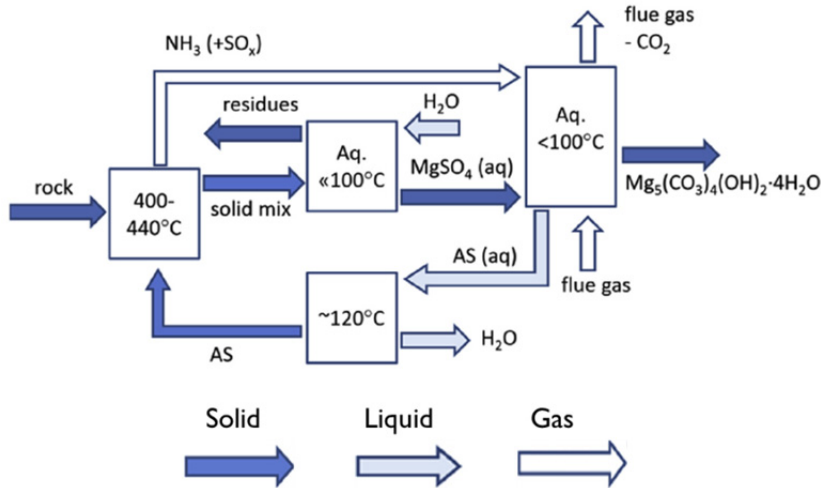 flue gas
- CO₂
NH₃ (+SOₓ)
residues
H₂O
Aq.
<100°C
Aq.
«100°C
MgSO₄ (aq)
Mg₅(CO₃)₄(OH)₂·4H₂O
rock
400-
440°C
solid mix
AS (aq)
flue gas
~120°C
H₂O
AS
Solid
Liquid
Gas